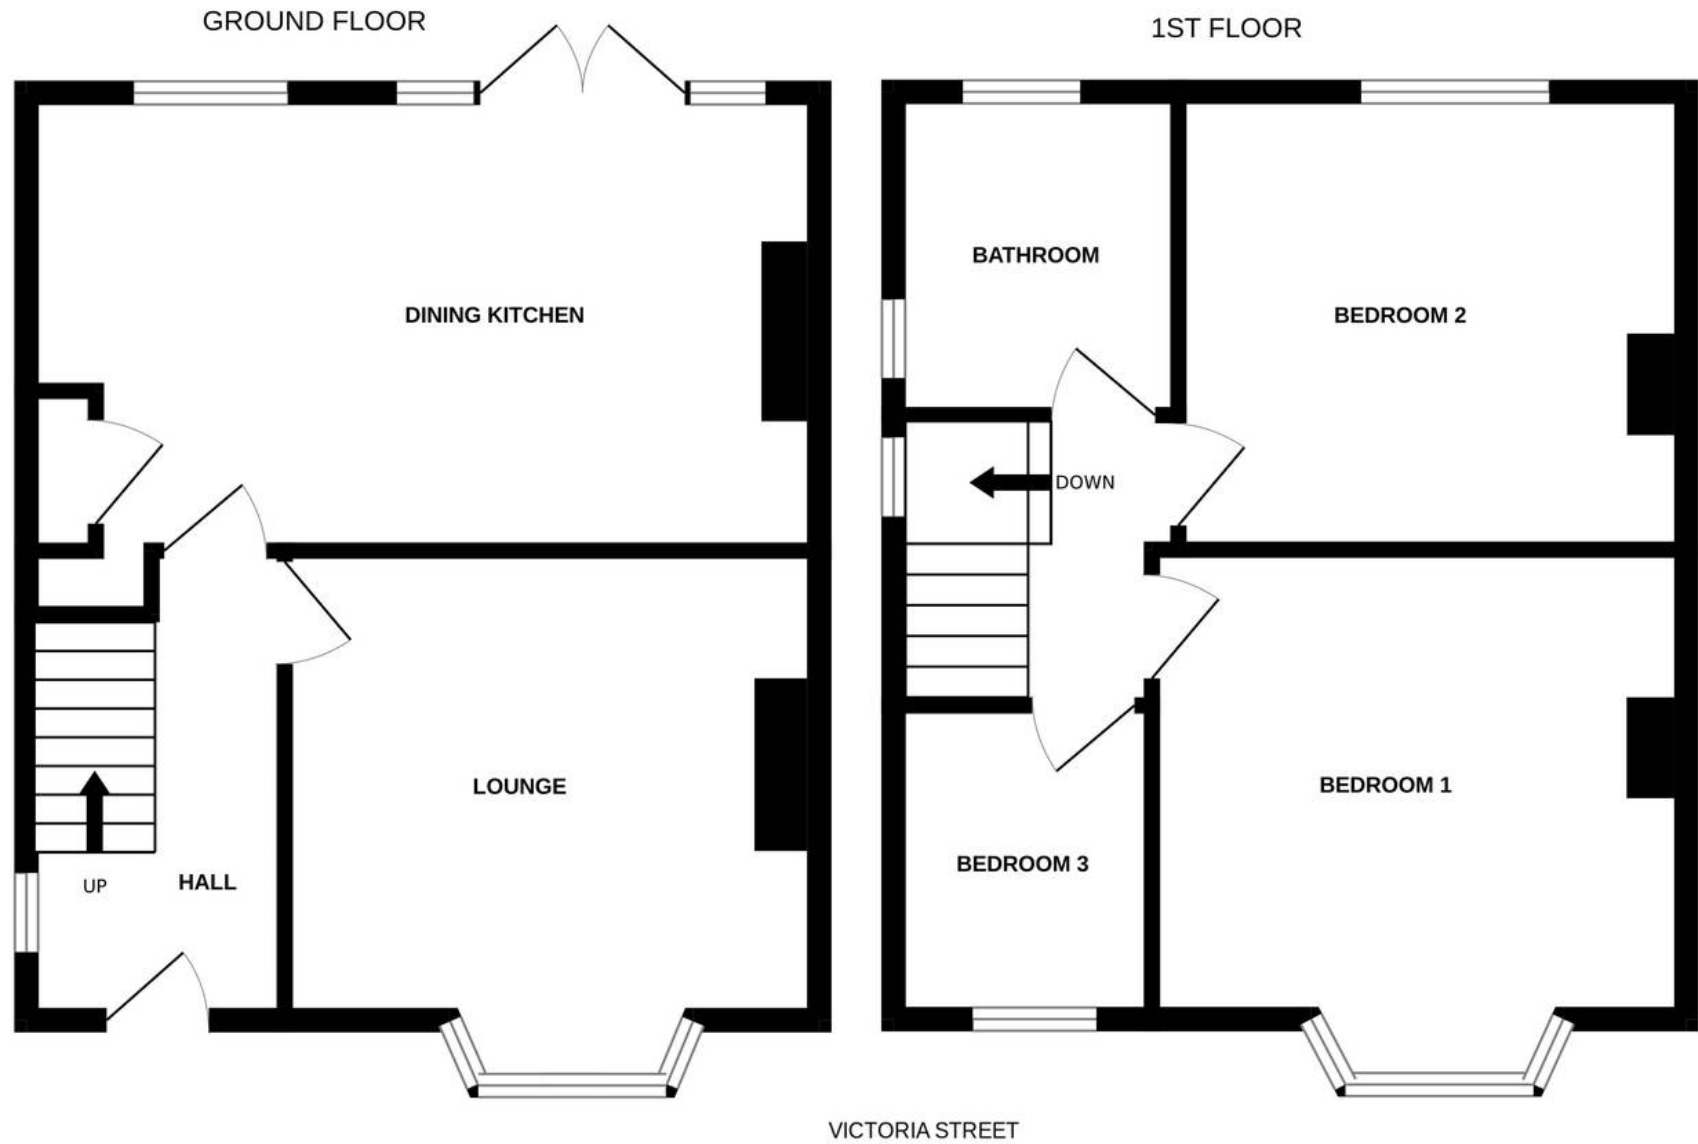 GROUND FLOOR
DINING KITCHEN
LOUNGE
UP
HALL
1ST FLOOR
BATHROOM
BEDROOM 2
DOWN
BEDROOM 1
BEDROOM 3
VICTORIA STREET